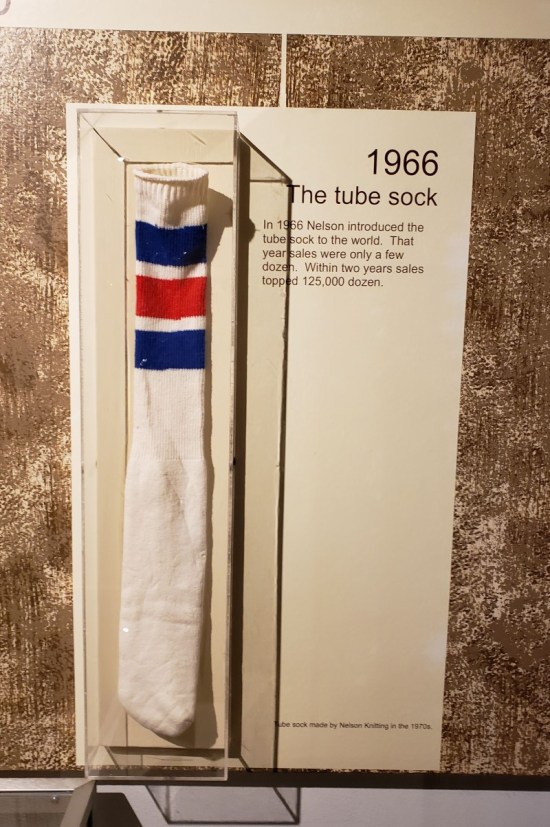 1966
The tube sock
In 1966 Nelson introduced the
tube sock to the world. That
year sales were only a few
dozen. Within two years sales
topped 125,000 dozen.
Tube sock made by Nelson Knitting in the 1970s.